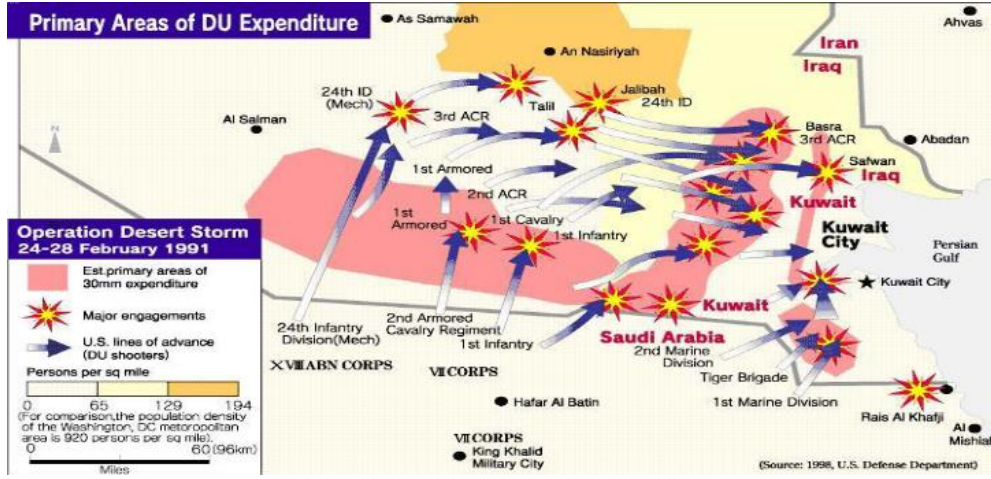 Primary Areas of DU Expenditure
As Samawah
Ahvas
An Nasiriyah
Iran
Iraq
24th ID
(Mech)
Talil
Jalibah
24th ID
Al Salman
3rd ACR
Basra
3rd ACR
Abadan
N
1st Armored
Safwan
Iraq
2nd ACR
Kuwait
1st
Armored
1st Cavalry
1st Infantry
Kuwait
City
Persian
Gulf
Kuwait City
Kuwait
Saudi Arabia
24th Infantry
Division(Mech)
2nd Armored
Cavalry Regiment
1st Infantry
2nd Marine
Division
Tiger Brigade
1st Marine Division
XVIIIABN CORPS
VII CORPS
Rais Al Khafji
Hafar Al Batin
Al
Mishiab
VII CORPS
King Khalid
Military City
(Source: 1998, U.S. Defense Department)
Operation Desert Storm
24-28 February 1991
Est.primary areas of
30mm expenditure
Major engagements
U.S. lines of advance
(DU shooters)
Persons per sq mile
0 65 129 194
(For comparison,the population density
of the Washington, DC meteropolitan
area is 920 persons per sq mile).
0 60 (96km)
Miles